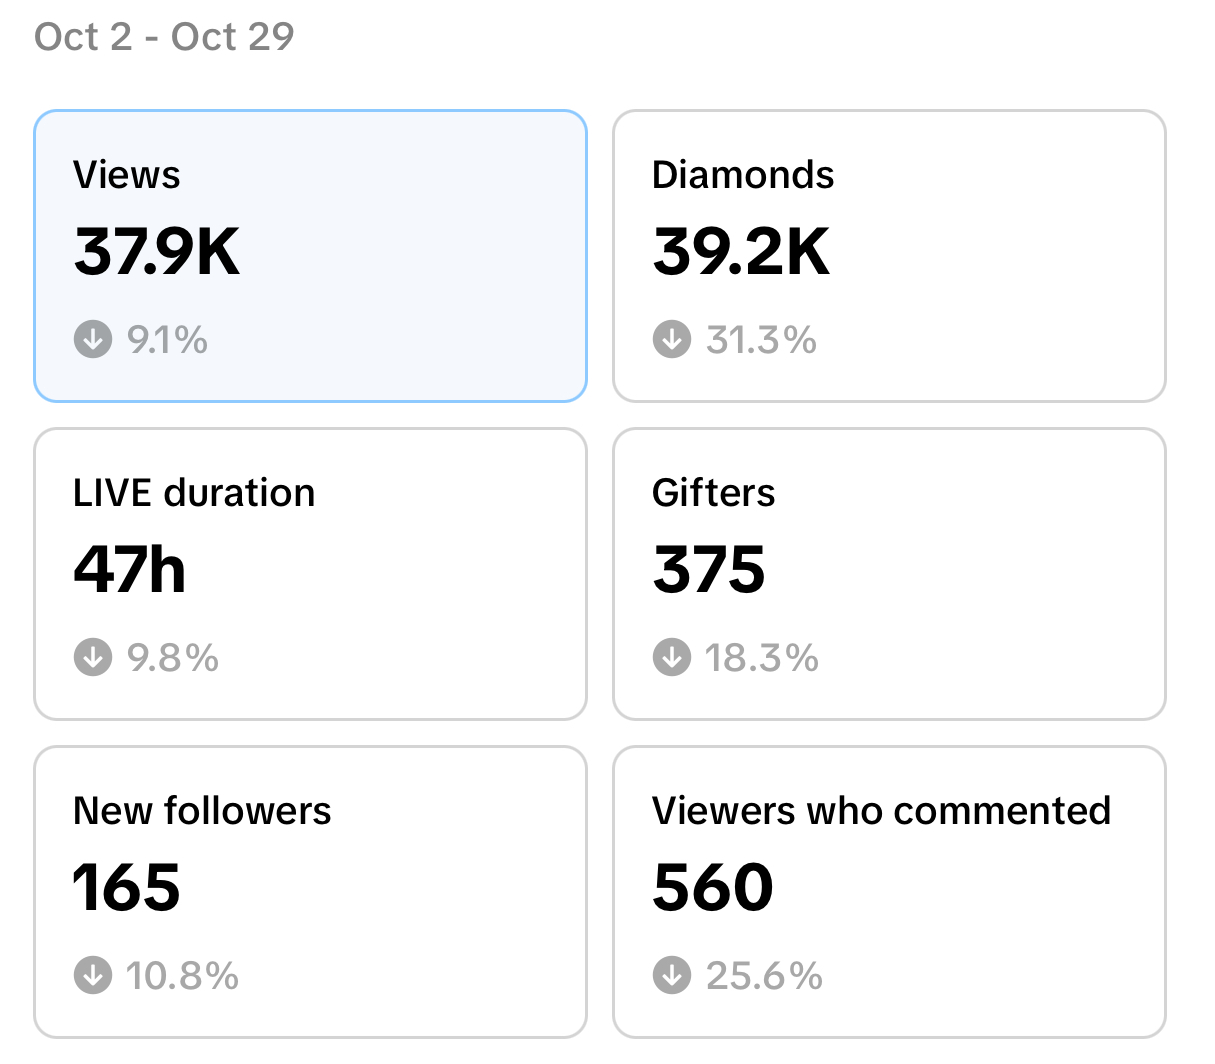 Oct 2 - Oct 29
Views
37.9K
9.1%
Diamonds
39.2K
31.3%
LIVE duration
47h
9.8%
Gifters
375
18.3%
New followers
165
10.8%
Viewers who commented
560
25.6%